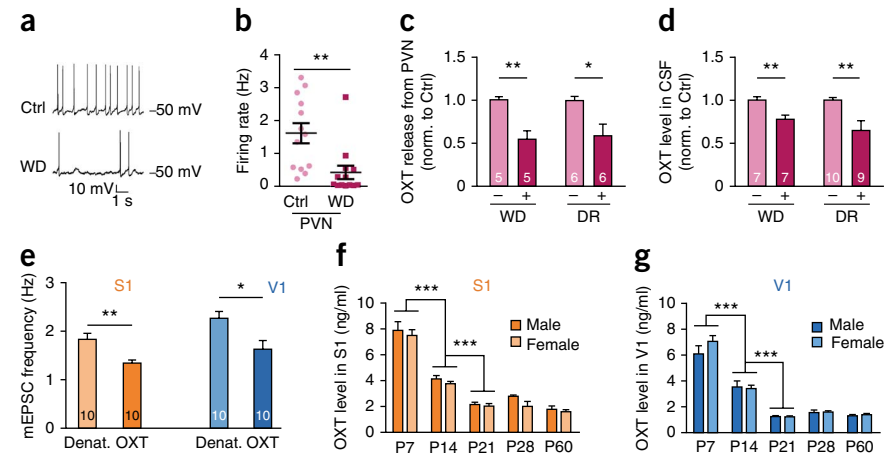 a
Ctrl
–50 mV
WD
–50 mV
10 mV
1 s
b
**
Firing rate (Hz)
4
3
2
1
0
Ctrl WD
PVN
c
OXT release from PVN
(norm. to Ctrl)
1.5
1.0
0.5
0
**
*
5 5 6 6
– + – +
WD DR
d
OXT level in CSF
(norm. to Ctrl)
1.5
1.0
0.5
0
**
**
7 7 10 9
– + – +
WD DR
e
mEPSC frequency (Hz)
3
2
1
0
S1
V1
**
*
10 10 10 10
Denat. OXT Denat. OXT
f
S1
OXT level in S1 (ng/ml)
10
8
6
4
2
0
***
***
Male
Female
P7 P14 P21 P28 P60
g
V1
OXT level in V1 (ng/ml)
10
8
6
4
2
0
***
***
Male
Female
P7 P14 P21 P28 P60